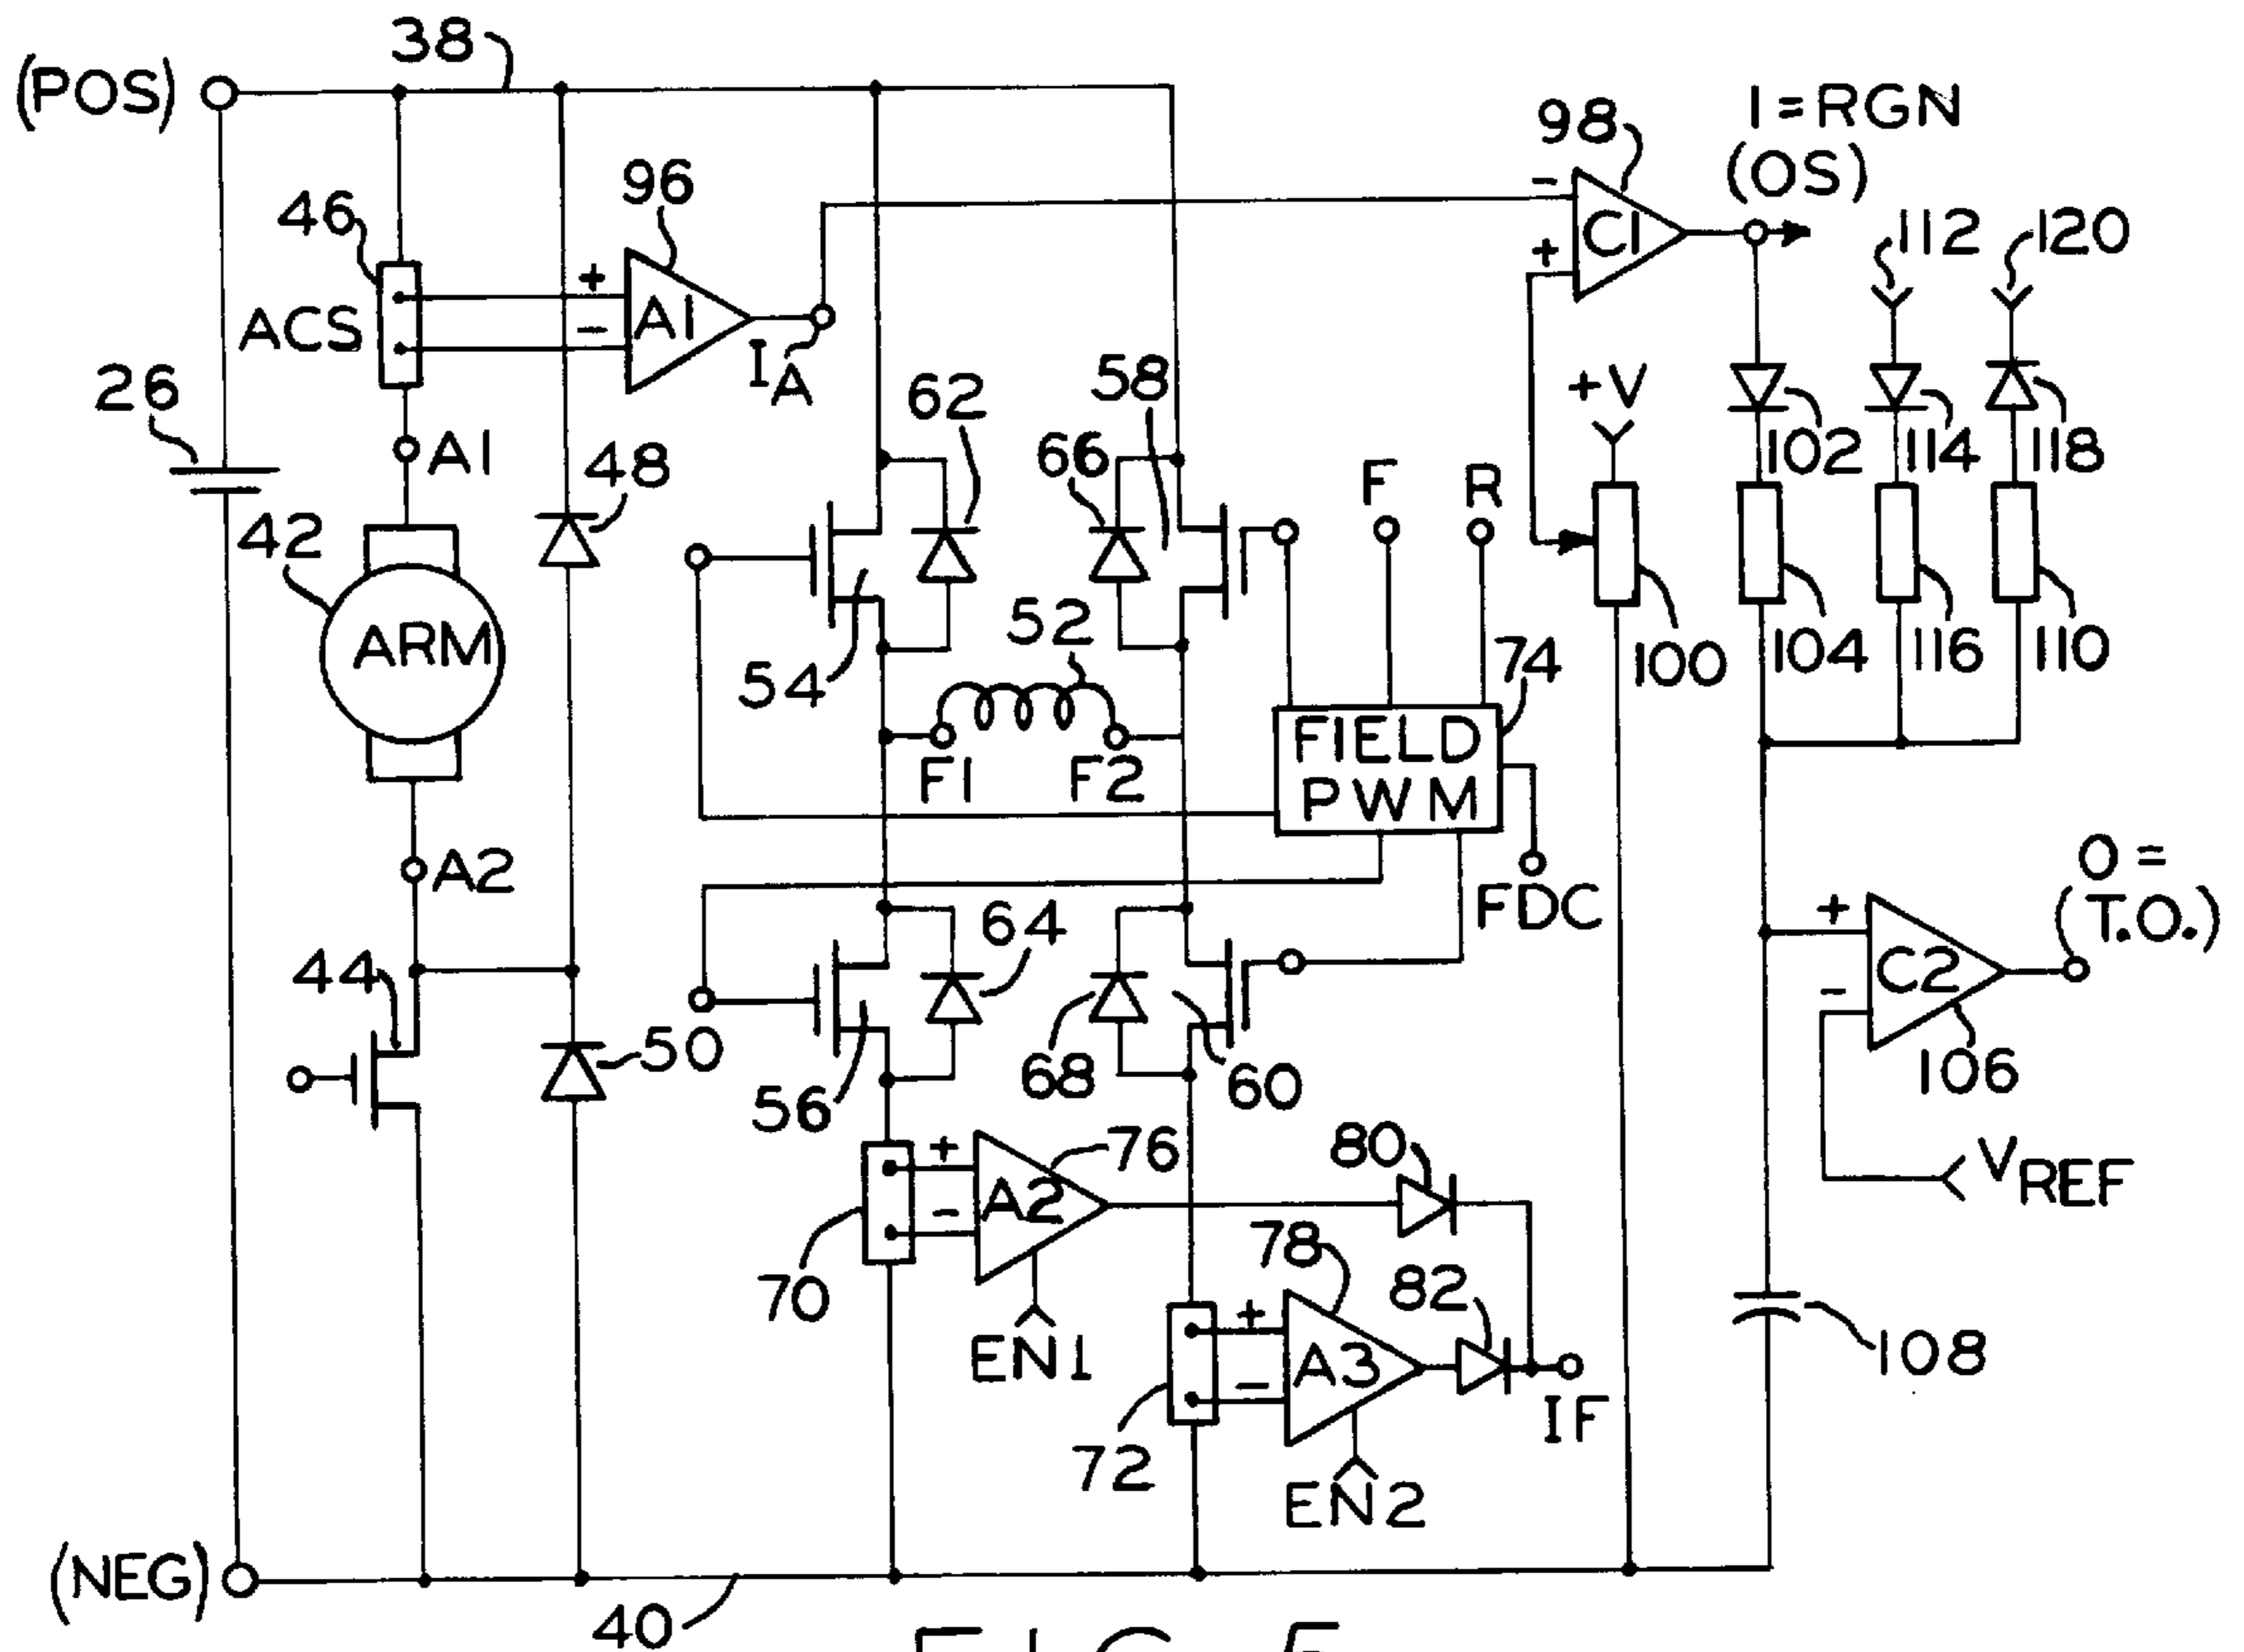 38
(POS)
1 = RGN
(OS)
98
-
C1
+
112
120
96
46
+
A1
-
ACS
IA
26
62
58
+V
A1
48
66
F
R
102
114
118
42
ARM
54
52
74
100
104
116
110
F1
F2
FIELD
PWM
A2
FDC
0 =
(T.O.)
44
64
+
C2
-
50
68
60
106
56
+
A2
-
76
80
VREF
70
78
82
EN1
+
A3
-
108
IF
72
EN2
(NEG)
40